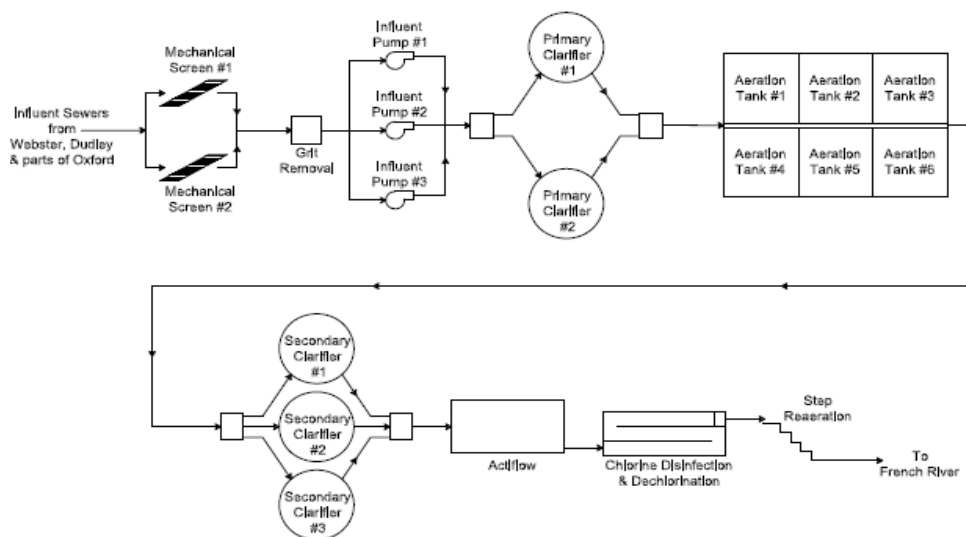 Mechanical
Screen #1
Influent Sewers
from
Webster, Dudley
& parts of Oxford
Mechanical
Screen #2
Grit
Removal
Influent
Pump #1
Influent
Pump #2
Influent
Pump #3
Primary
Clarifier
#1
Primary
Clarifier
#2
Aeration
Tank #1
Aeration
Tank #2
Aeration
Tank #3
Aeration
Tank #4
Aeration
Tank #5
Aeration
Tank #6
Secondary
Clarifier
#1
Secondary
Clarifier
#2
Secondary
Clarifier
#3
Actiflow
Chlorine Disinfection
& Dechlorination
Step
Reaeration
To
French River